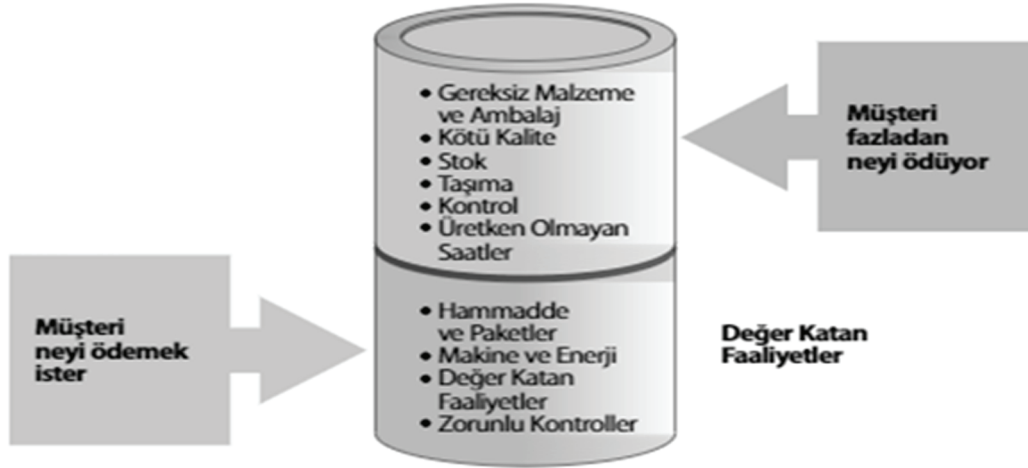 • Gereksiz Malzeme
ve Ambalaj
• Kötü Kalite
• Stok
• Taşıma
• Kontrol
• Üretken Olmayan
Saatler
Müşteri
fazladan
neyi ödüyor
Müşteri
neyi ödemek
ister
• Hammadde
ve Paketler
• Makine ve Enerji
• Değer Katan
Faaliyetler
• Zorunlu Kontroller
Değer Katan
Faaliyetler